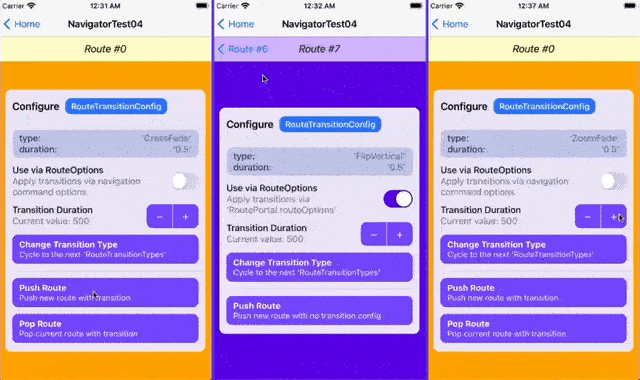 Carrier
12:31 AM
Home
NavigatorTest04
Route #0
Configure
RouteTransitionConfig
type:
'CrossFade'
duration:
'0.5'
Use via RouteOptions
Apply transitions via navigation
command options
Transition Duration
Current value: 500
Change Transition Type
Cycle to the next 'RouteTransitionTypes'
Push Route
Push new route with transition
Pop Route
Pop current route with transition
Carrier
12:32 AM
NavigatorTest04
Route #6
Route #7
Configure
RouteTransitionConfig
type:
'FlipVertical'
duration:
'0.5'
Use via RouteOptions
Apply transitions via
'RoutePortal.routeOptions'
Transition Duration
Current value: 500
Change Transition Type
Cycle to the next 'RouteTransitionTypes'
Push Route
Push new route with no transition config
Carrier
12:37 AM
Home
NavigatorTest04
Route #0
Configure
RouteTransitionConfig
type:
'ZoomFade'
duration:
'0.5'
Use via RouteOptions
Apply transitions via navigation
command options
Transition Duration
Current value: 500
Change Transition Type
Cycle to the next 'RouteTransitionTypes'
Push Route
Push new route with transition
Pop Route
Pop current route with transition